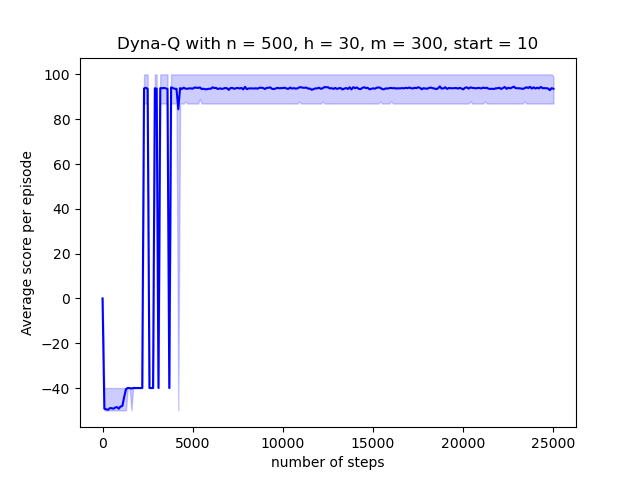 Dyna-Q with n = 500, h = 30, m = 300, start = 10
Average score per episode
100
80
60
40
20
0
−20
−40
0 5000 10000 15000 20000 25000
number of steps